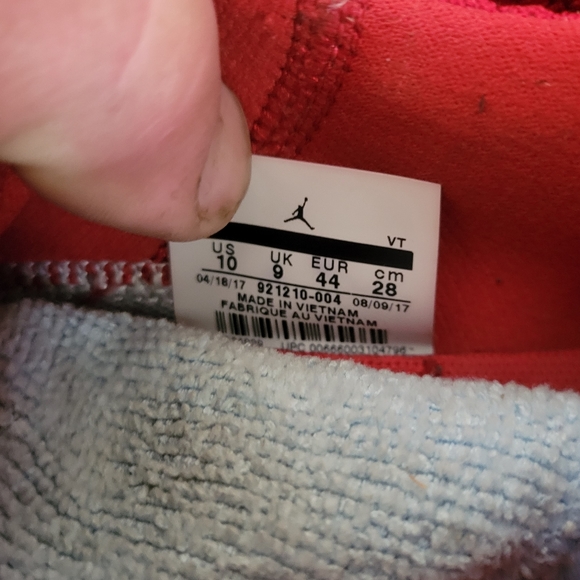 VT
US UK EUR cm
10 9 44 28
04/18/17 921210-004 08/09/17
MADE IN VIETNAM
FABRIQUE AU VIETNAM
UPC